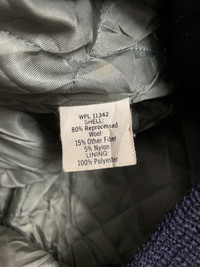 WPL 11342
SHELL:
80% Reprocessed
Wool
15% Other Fiber
5% Nylon
LINING:
100% Polyester